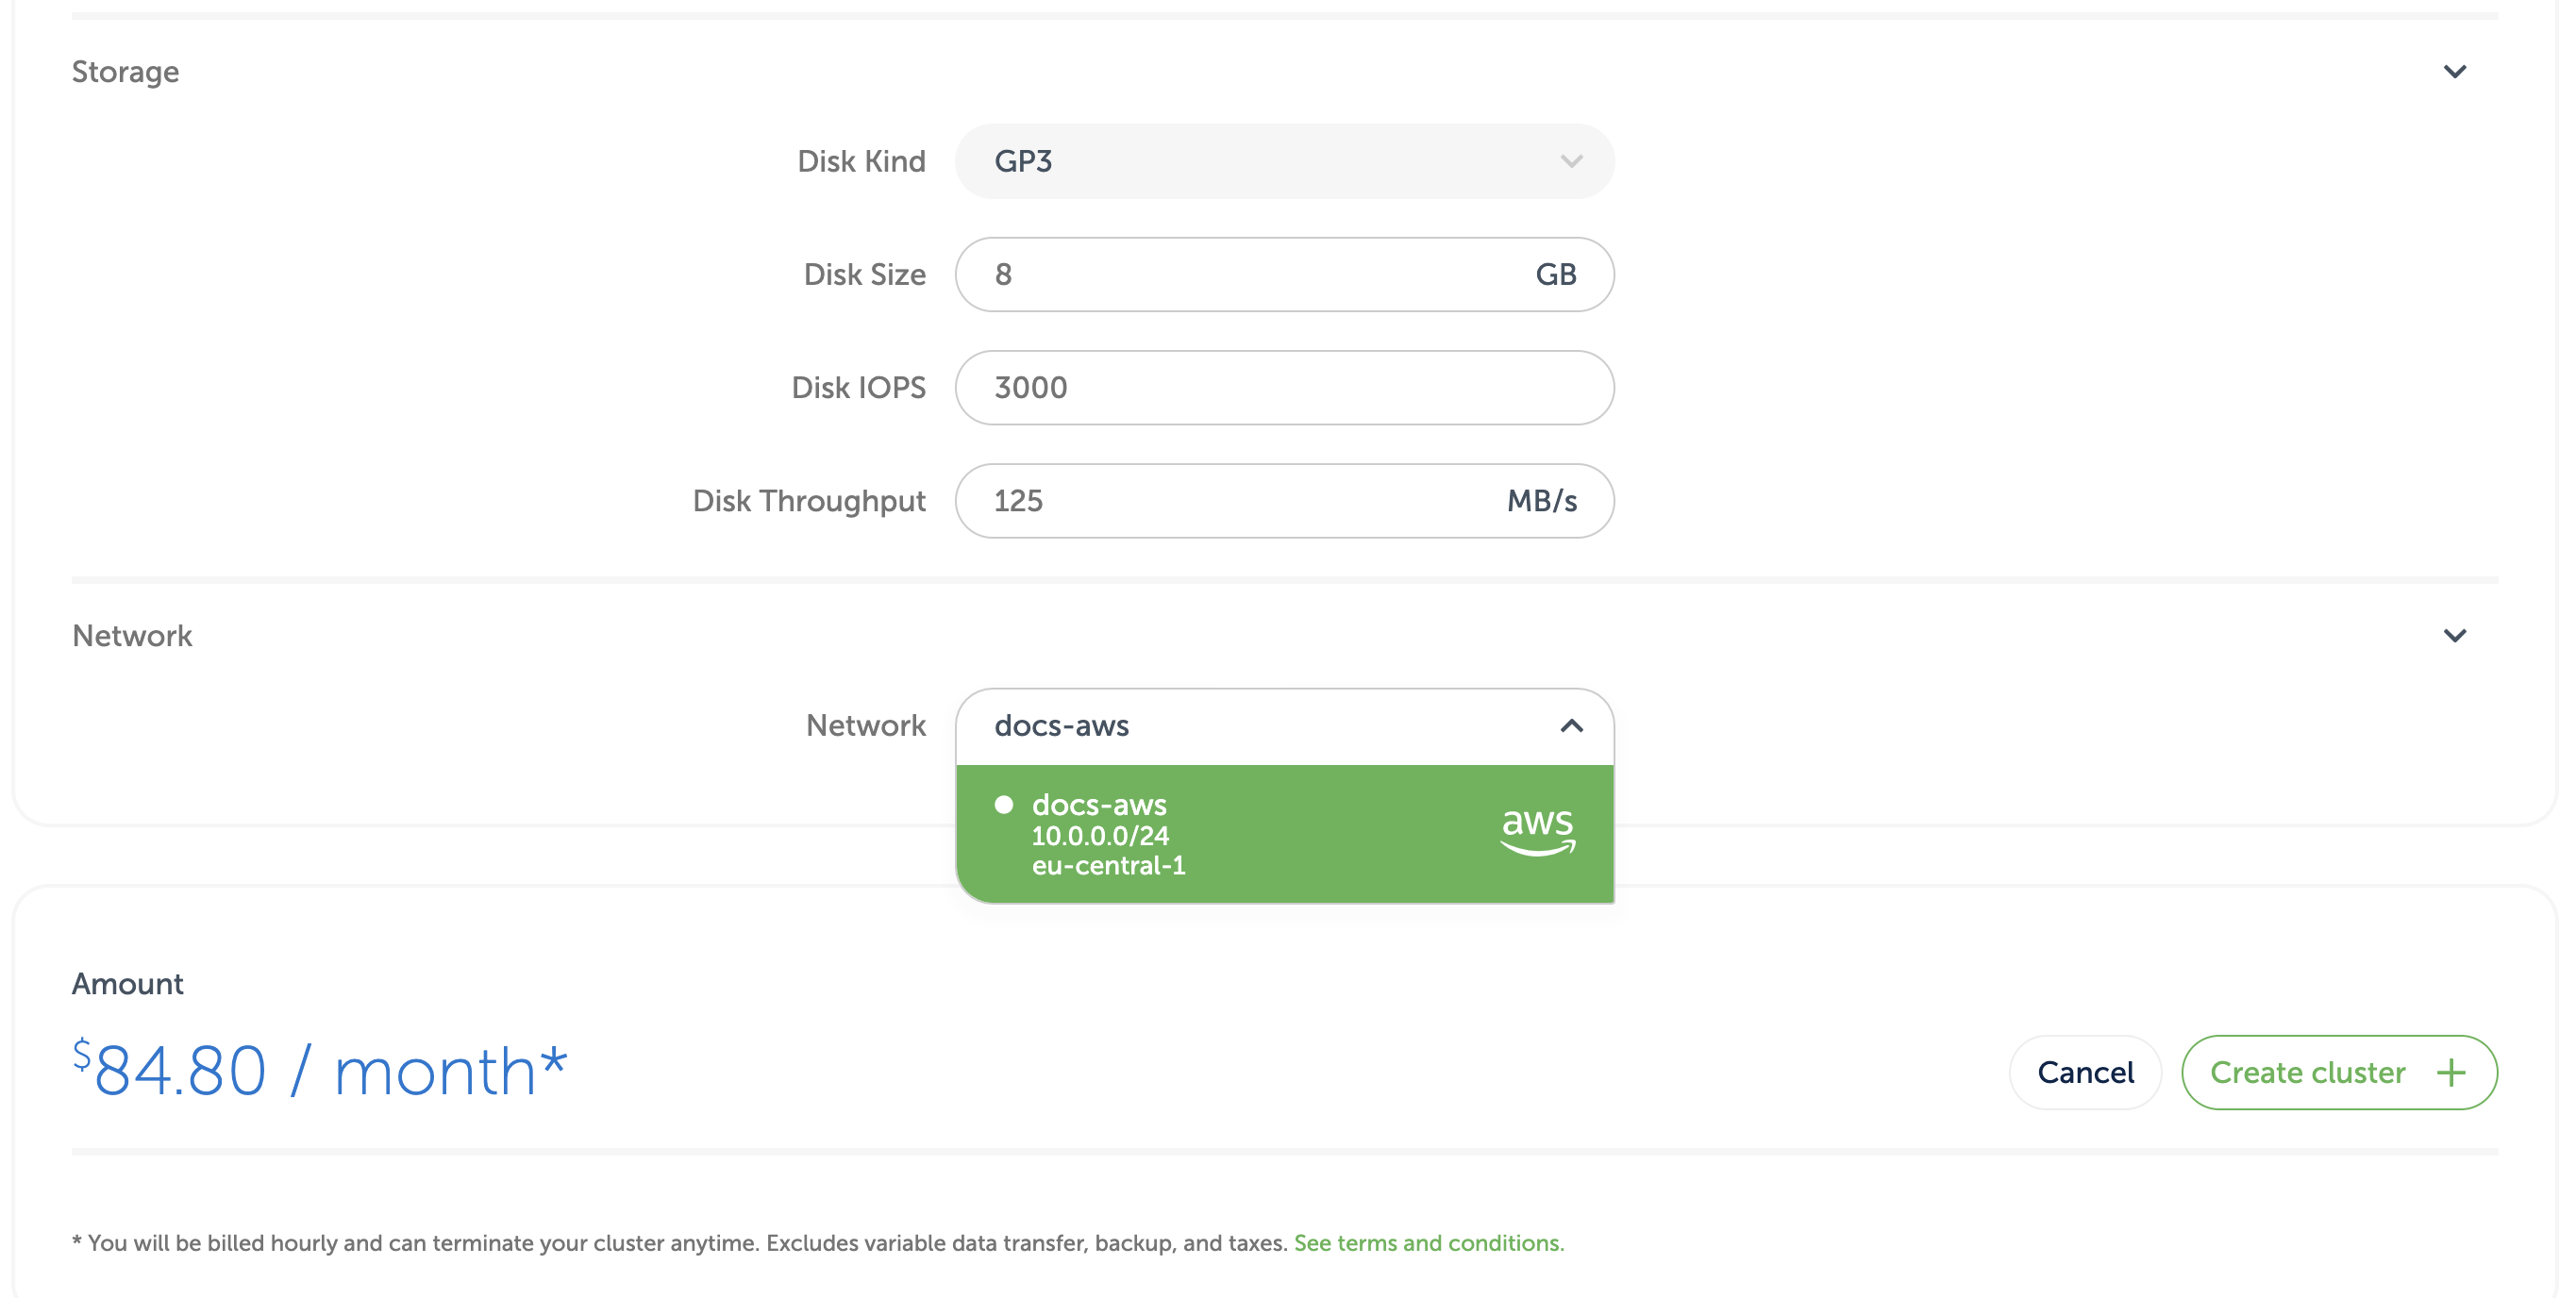 Storage
Disk Kind GP3
Disk Size 8 GB
Disk IOPS 3000
Disk Throughput 125 MB/s
Network
Network docs-aws
docs-aws
aws
10.0.0.0/24
eu-central-1
Amount
$84.80 / month*
Cancel
Create cluster +
* You will be billed hourly and can terminate your cluster anytime. Excludes variable data transfer, backup, and taxes. See terms and conditions.